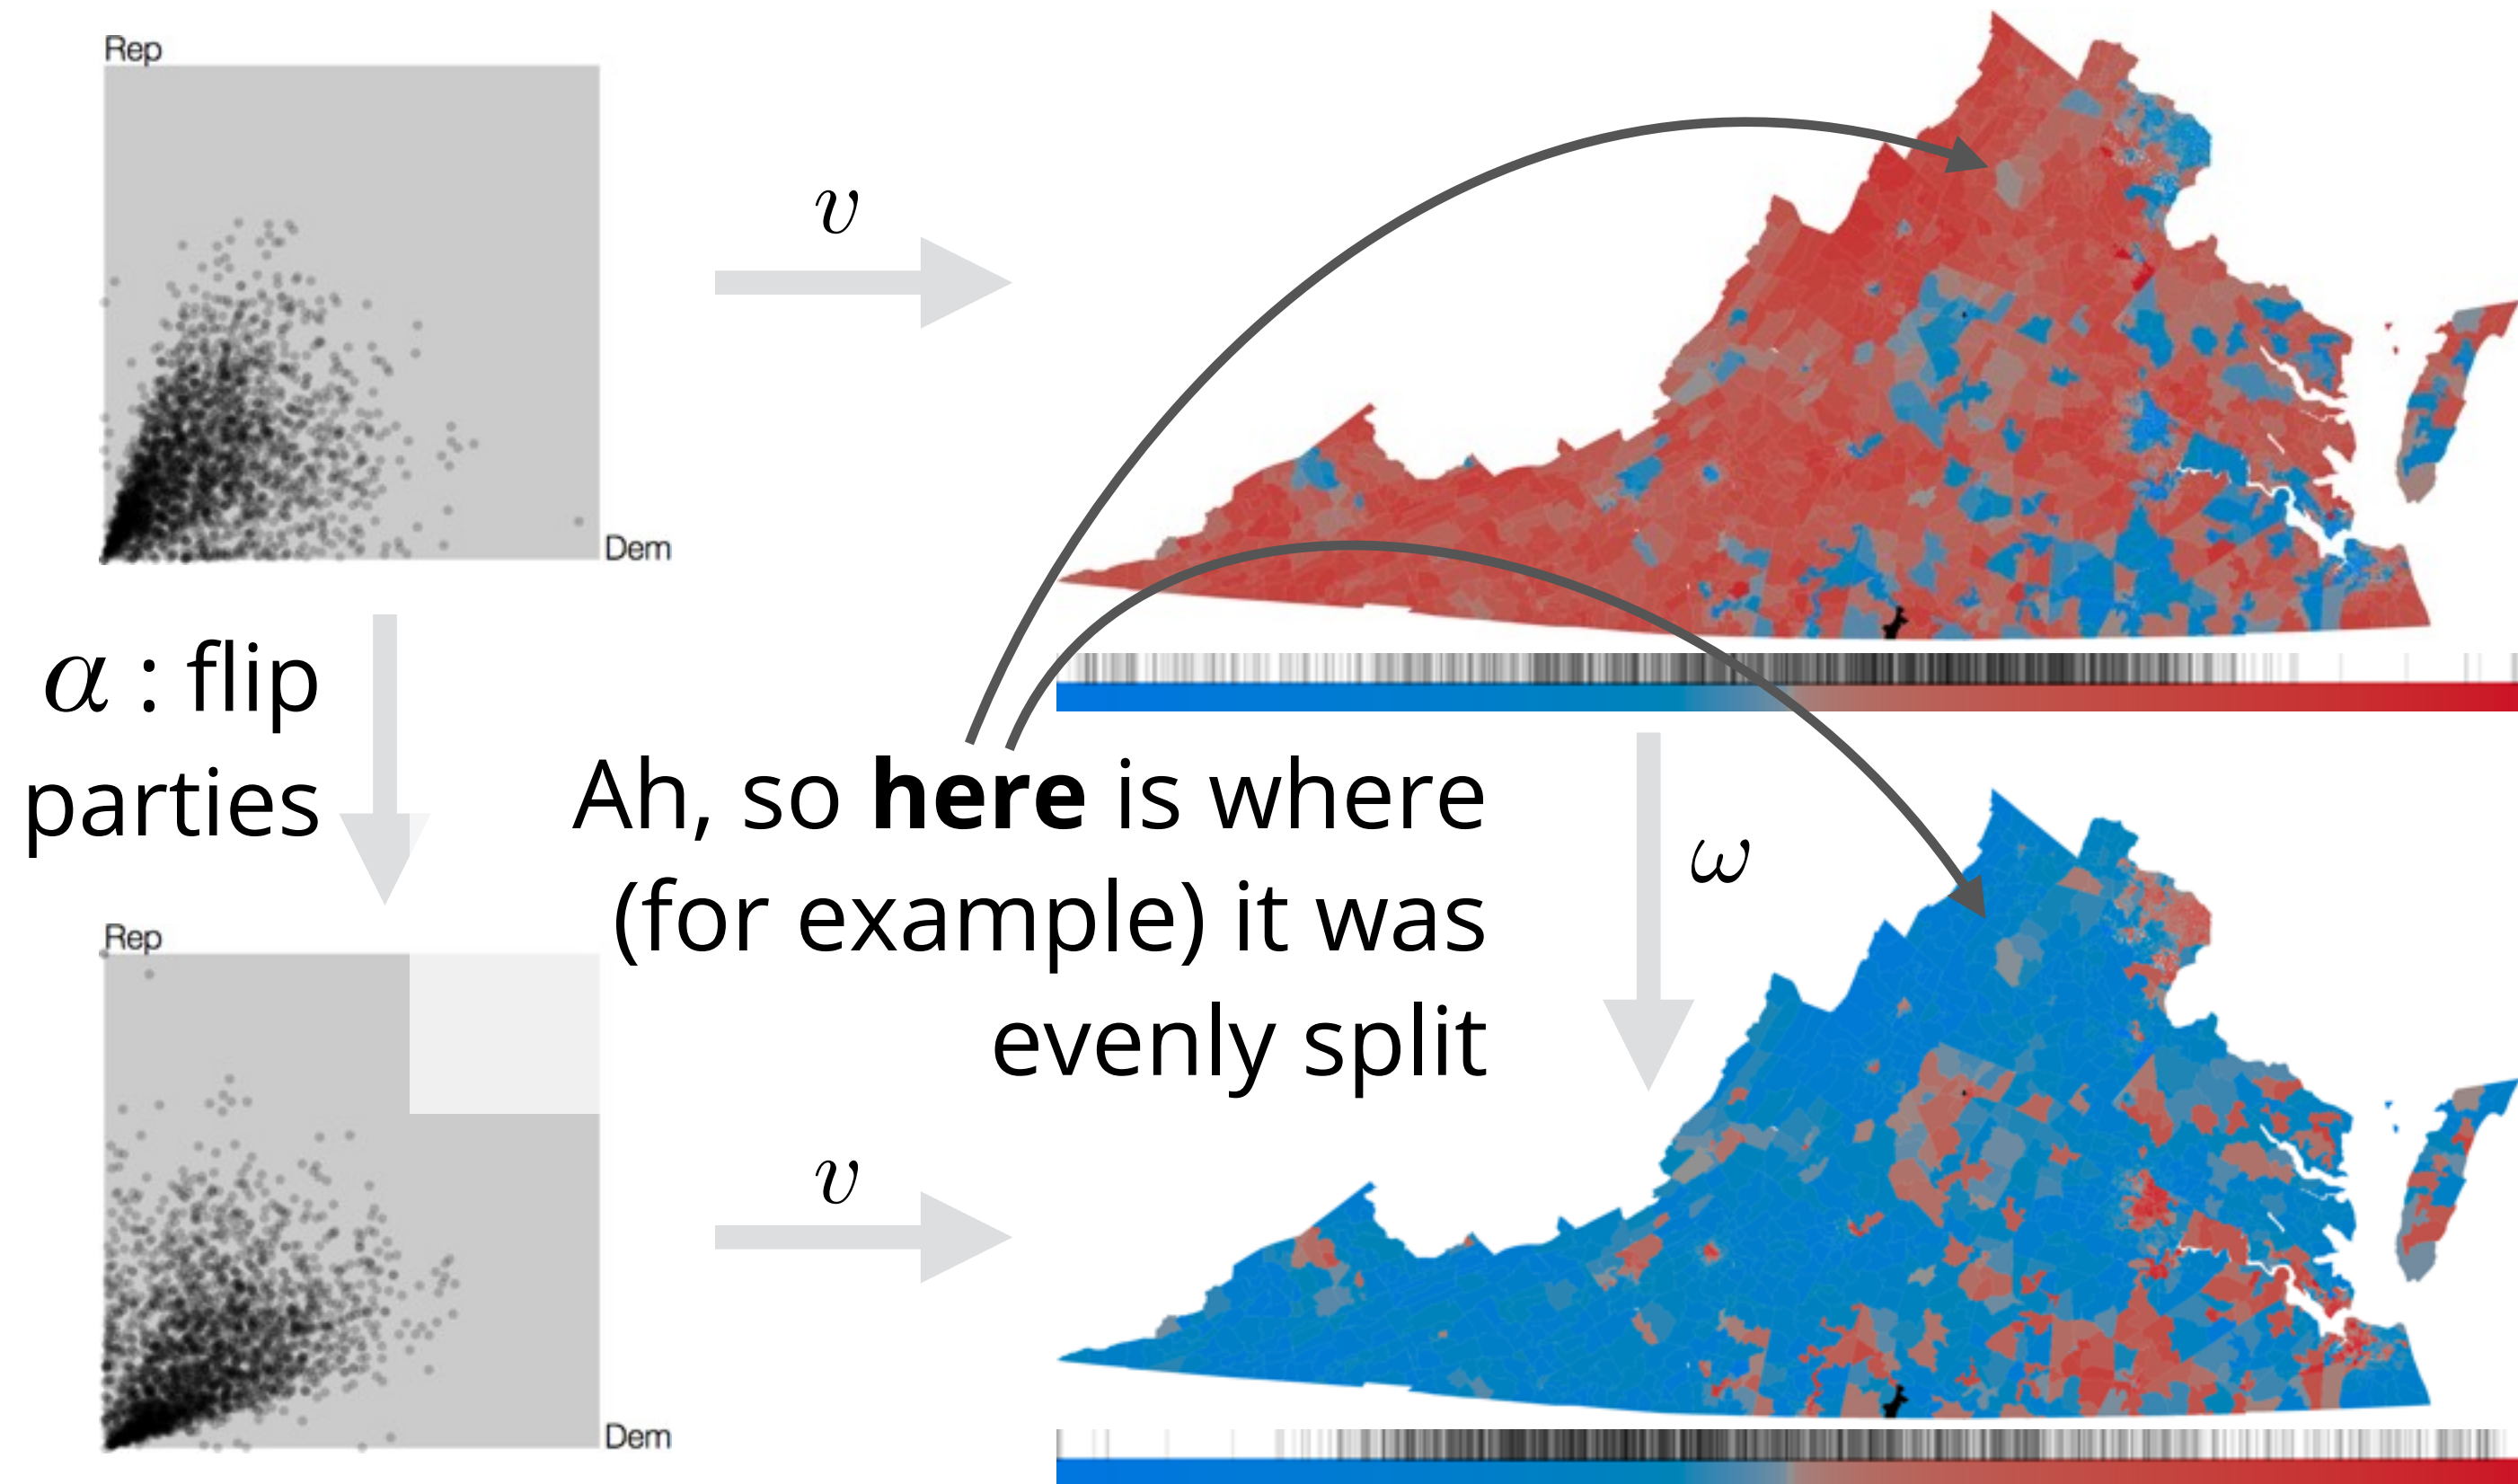 Rep
v
Dem
α : flip
parties
Ah, so here is where
(for example) it was
evenly split
ω
Rep
v
Dem